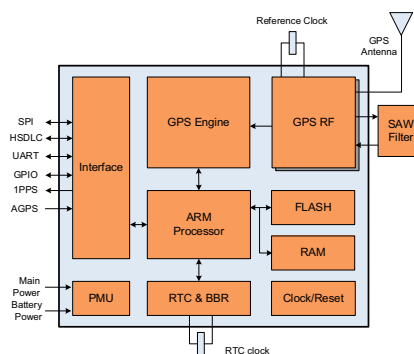 Reference Clock
GPS
Antenna
SPI
HSDLC
UART
GPIO
1PPS
AGPS
Interface
GPS Engine
GPS RF
SAW
Filter
ARM
Processor
FLASH
RAM
Main
Power
Battery
Power
PMU
RTC & BBR
Clock/Reset
RTC clock